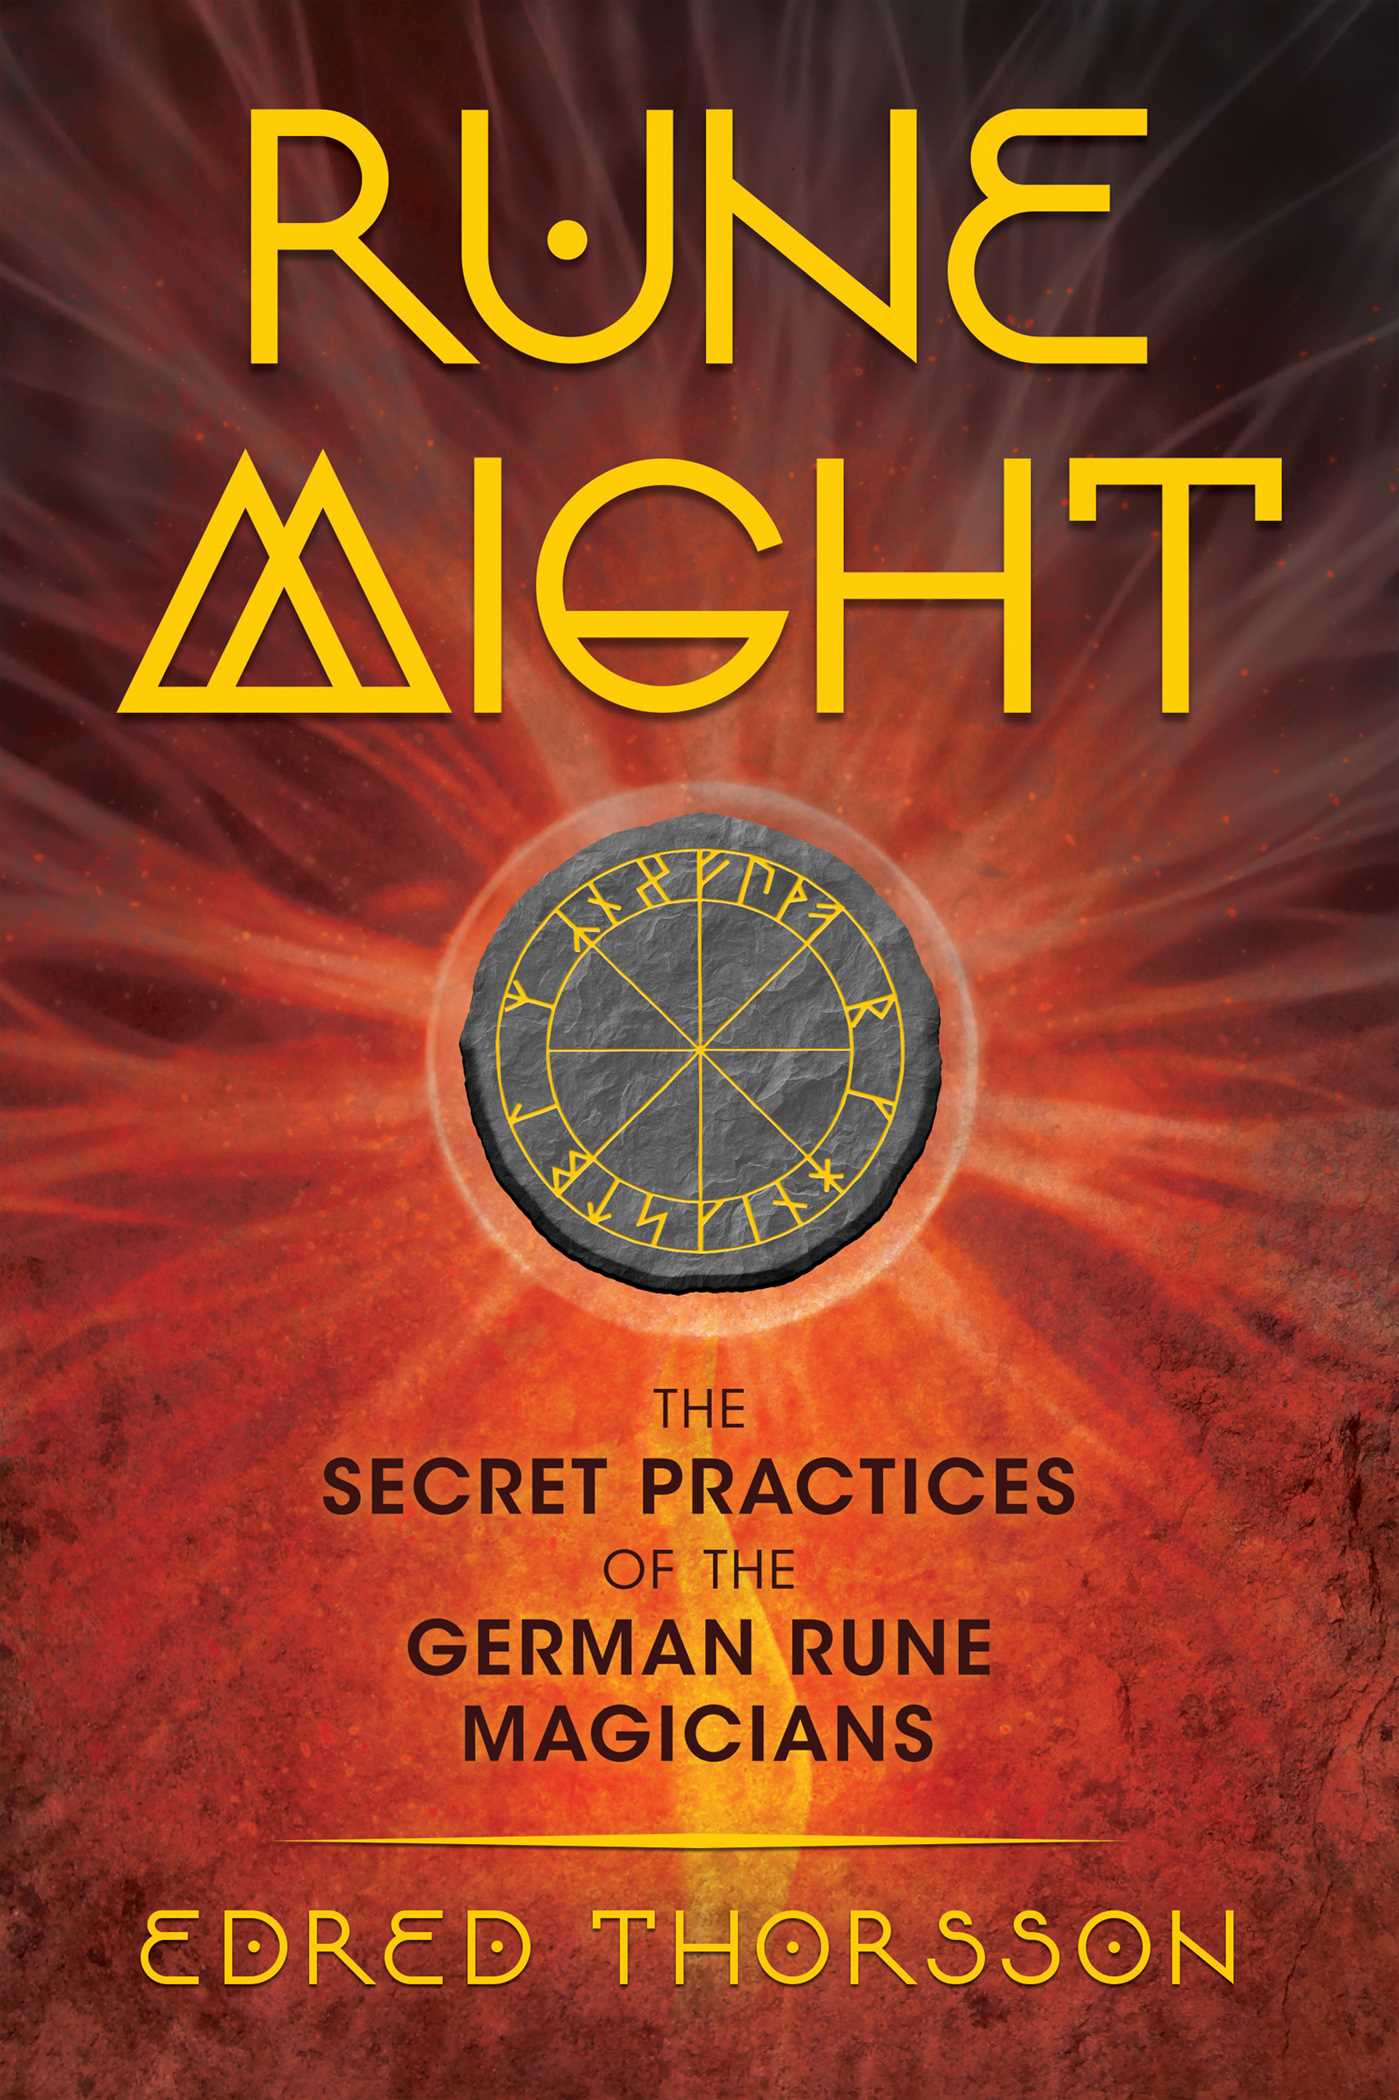 RUNE
MIGHT
THE
SECRET PRACTICES
OF THE
GERMAN RUNE
MAGICIANS
EDRED THORSSON